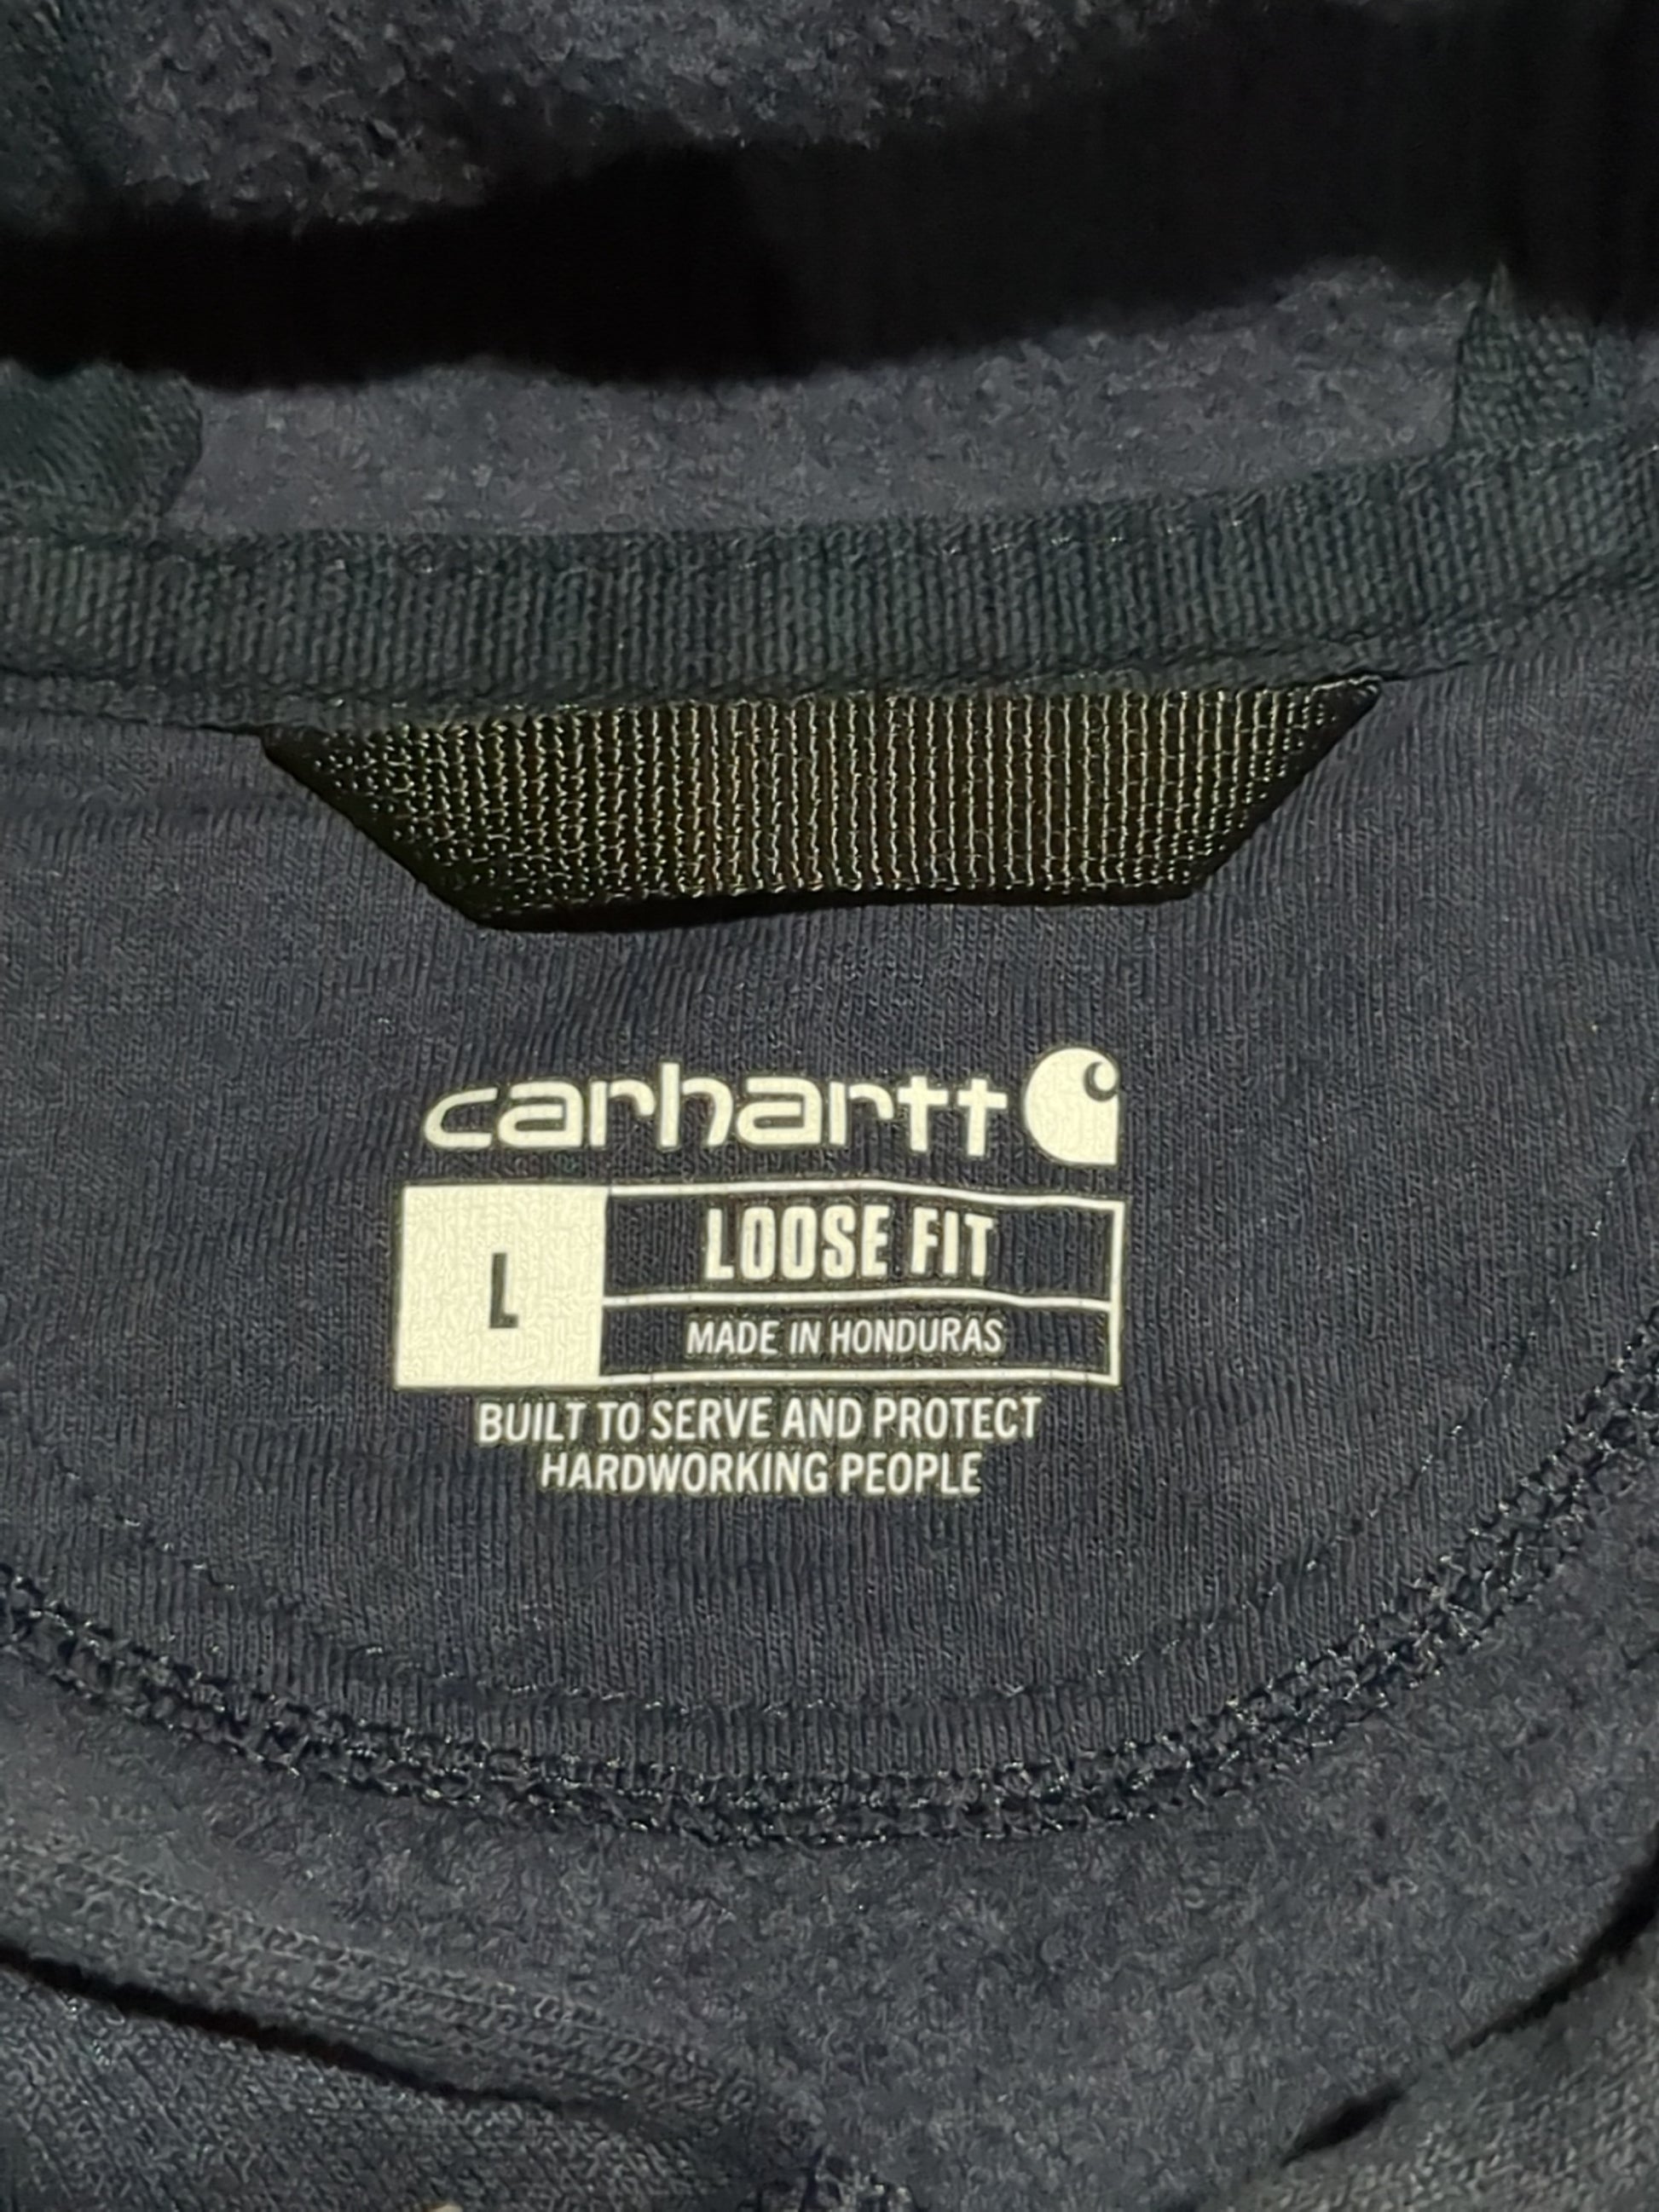 carhartt
L
LOOSE FIT
MADE IN HONDURAS
BUILT TO SERVE AND PROTECT
HARDWORKING PEOPLE